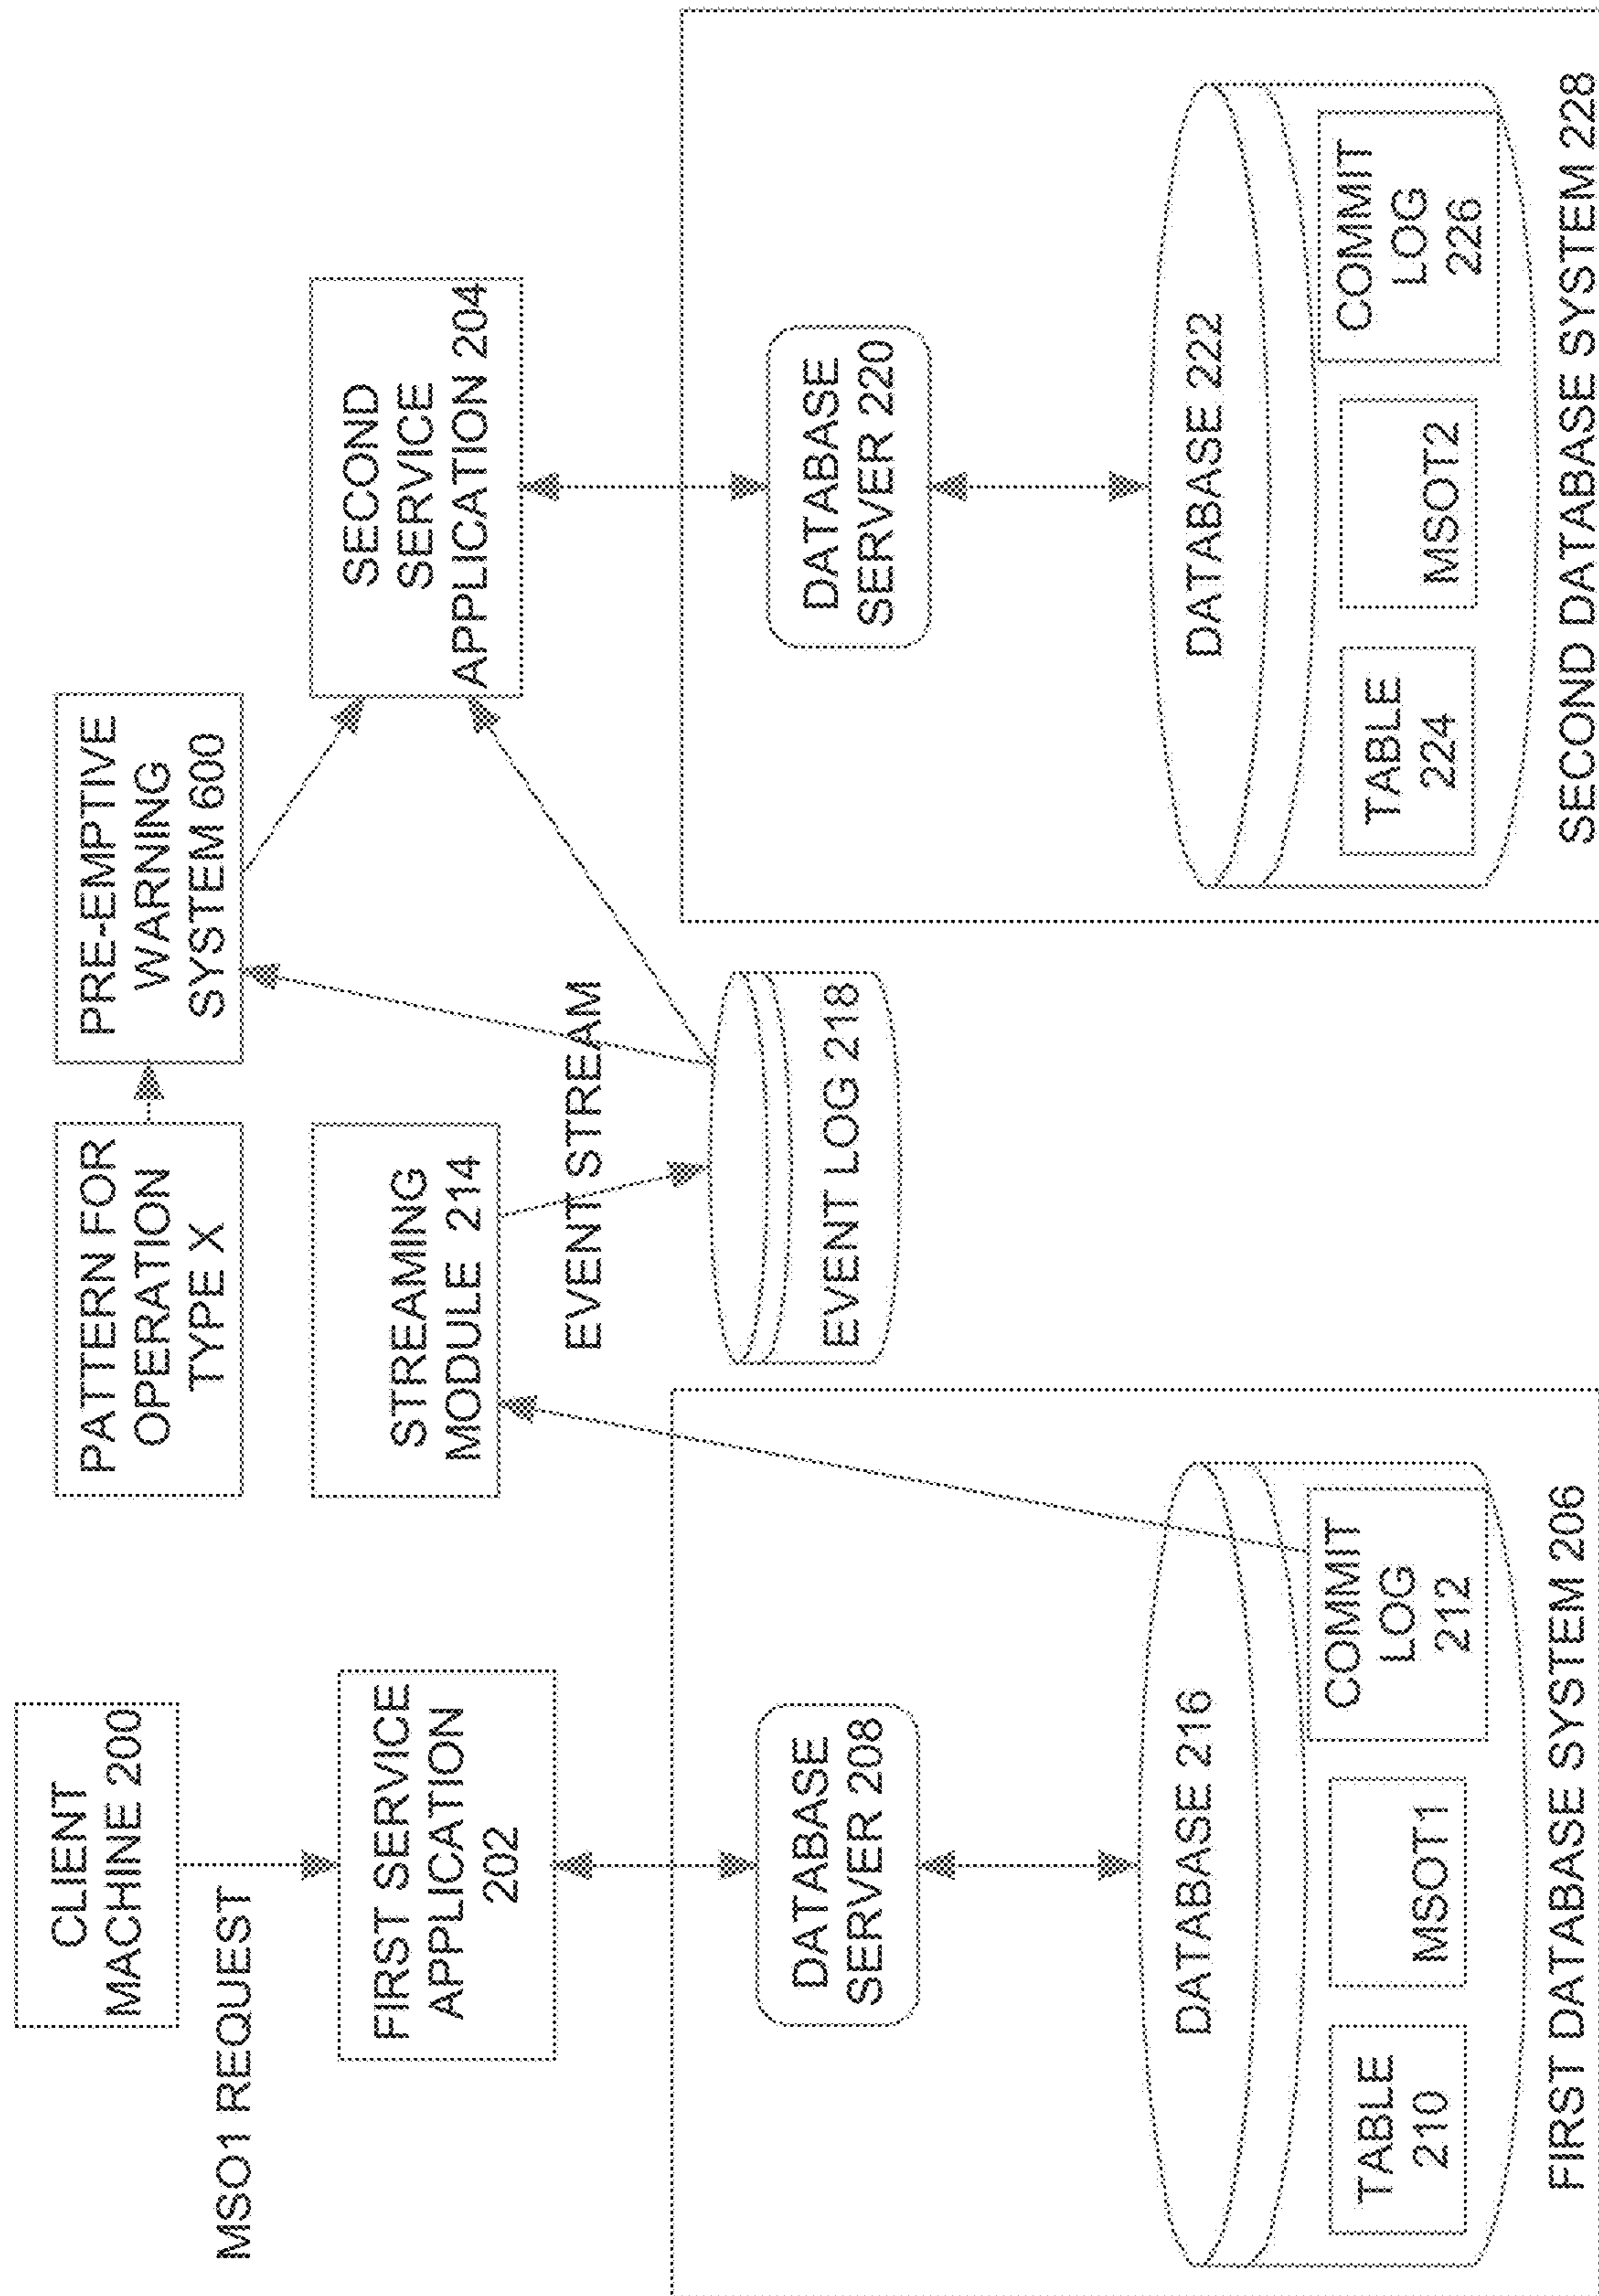 CLIENT
MACHINE 200
MSO1 REQUEST
FIRST SERVICE
APPLICATION
202
DATABASE
SERVER 208
DATABASE 216
TABLE
210
MSOT1
COMMIT
LOG
212
FIRST DATABASE SYSTEM 206
PATTERN FOR
OPERATION
TYPE X
STREAMING
MODULE 214
EVENT STREAM
EVENT LOG 218
PRE-EMPTIVE
WARNING
SYSTEM 600
SECOND
SERVICE
APPLICATION 204
DATABASE
SERVER 220
DATABASE 222
TABLE
224
MSOT2
COMMIT
LOG
226
SECOND DATABASE SYSTEM 228